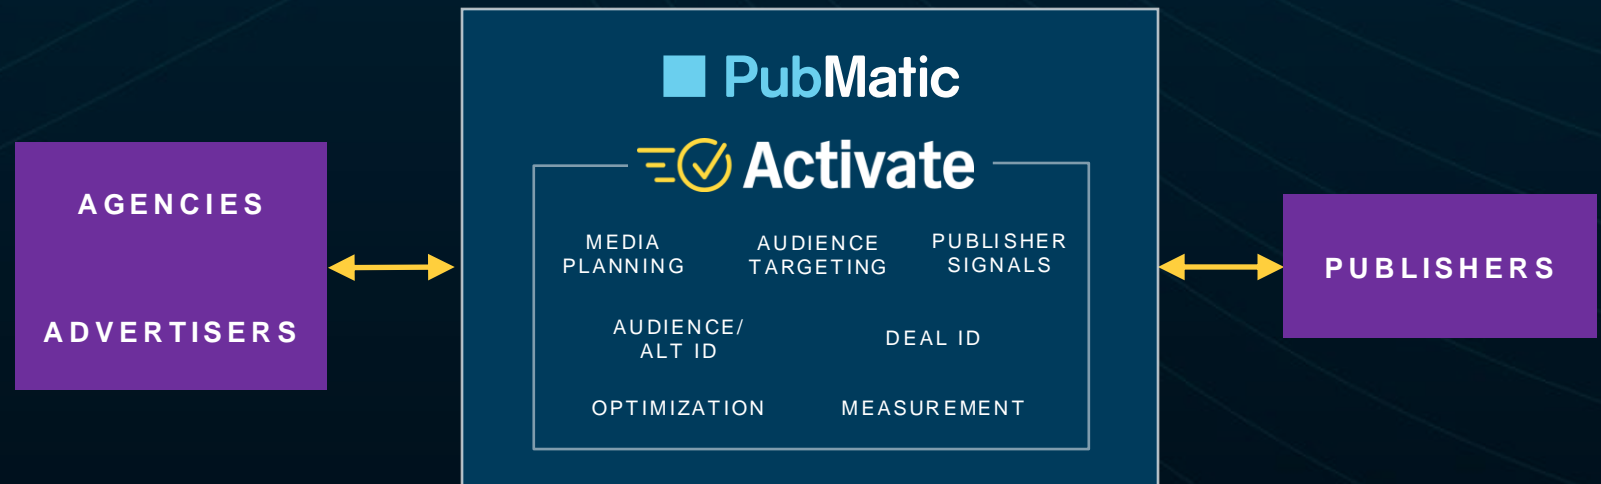 PubMatic
Activate
AGENCIES
ADVERTISERS
MEDIA
PLANNING
AUDIENCE
TARGETING
PUBLISHER
SIGNALS
AUDIENCE/
ALT ID
DEAL ID
OPTIMIZATION
MEASUREMENT
PUBLISHERS